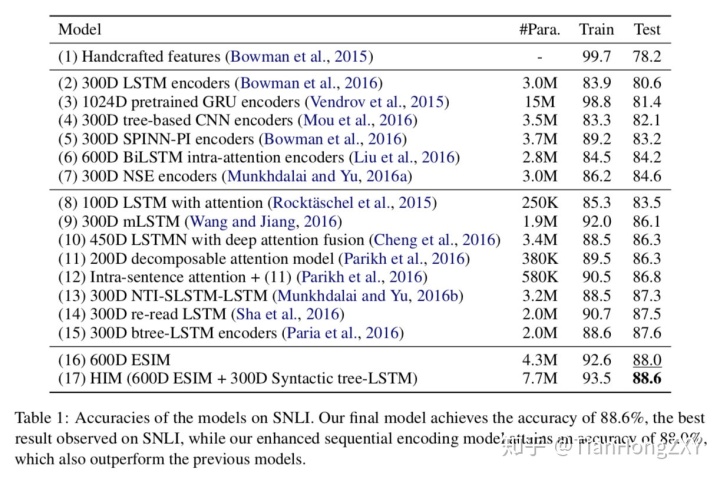 Model #Para. Train Test
(1) Handcrafted features (Bowman et al., 2015) - 99.7 78.2
(2) 300D LSTM encoders (Bowman et al., 2016) 3.0M 83.9 80.6
(3) 1024D pretrained GRU encoders (Vendrov et al., 2015) 15M 98.8 81.4
(4) 300D tree-based CNN encoders (Mou et al., 2016) 3.5M 83.3 82.1
(5) 300D SPINN-PI encoders (Bowman et al., 2016) 3.7M 89.2 83.2
(6) 600D BiLSTM intra-attention encoders (Liu et al., 2016) 2.8M 84.5 84.2
(7) 300D NSE encoders (Munkhdalai and Yu, 2016a) 3.0M 86.2 84.6
(8) 100D LSTM with attention (Rocktäschel et al., 2015) 250K 85.3 83.5
(9) 300D mLSTM (Wang and Jiang, 2016) 1.9M 92.0 86.1
(10) 450D LSTMN with deep attention fusion (Cheng et al., 2016) 3.4M 88.5 86.3
(11) 200D decomposable attention model (Parikh et al., 2016) 380K 89.5 86.3
(12) Intra-sentence attention + (11) (Parikh et al., 2016) 580K 90.5 86.8
(13) 300D NTI-SLSTM-LSTM (Munkhdalai and Yu, 2016b) 3.2M 88.5 87.3
(14) 300D re-read LSTM (Sha et al., 2016) 2.0M 90.7 87.5
(15) 300D btree-LSTM encoders (Paria et al., 2016) 2.0M 88.6 87.6
(16) 600D ESIM 4.3M 92.6 88.0
(17) HIM (600D ESIM + 300D Syntactic tree-LSTM) 7.7M 93.5 88.6
Table 1: Accuracies of the models on SNLI. Our final model achieves the accuracy of 88.6%, the best
result observed on SNLI, while our enhanced sequential encoding model attains an accuracy of 88.0%,
which also outperform the previous models.
知乎 @TianHongZXY